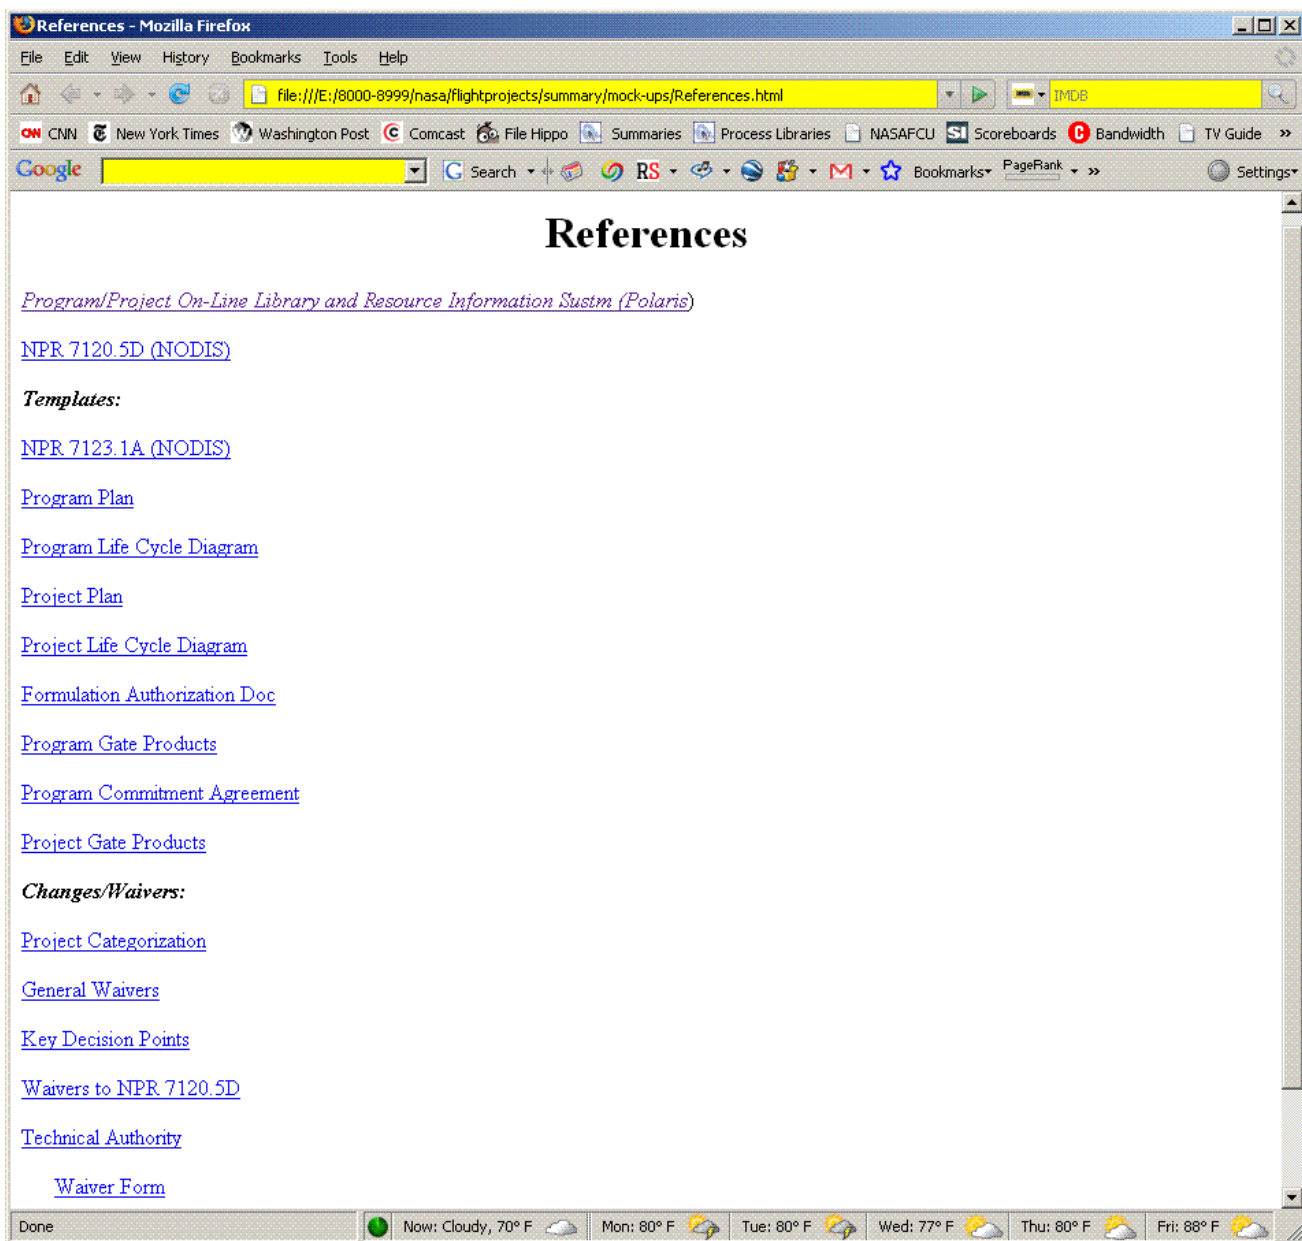 References - Mozilla Firefox
File Edit View History Bookmarks Tools Help
file:///E:/8000-8999/nasa/flightprojects/summary/mock-ups/References.html IMDB
CNN New York Times Washington Post Comcast File Hippo Summaries Process Libraries NASAFCU SI Scoreboards Bandwidth TV Guide »
Google G Search RS Bookmarks PageRank » Settings
References
Program/Project On-Line Library and Resource Information Sustm (Polaris)
NPR 7120.5D (NODIS)
Templates:
NPR 7123.1A (NODIS)
Program Plan
Program Life Cycle Diagram
Project Plan
Project Life Cycle Diagram
Formulation Authorization Doc
Program Gate Products
Program Commitment Agreement
Project Gate Products
Changes/Waivers:
Project Categorization
General Waivers
Key Decision Points
Waivers to NPR 7120.5D
Technical Authority
Waiver Form
Done Now: Cloudy, 70° F Mon: 80° F Tue: 80° F Wed: 77° F Thu: 80° F Fri: 88° F